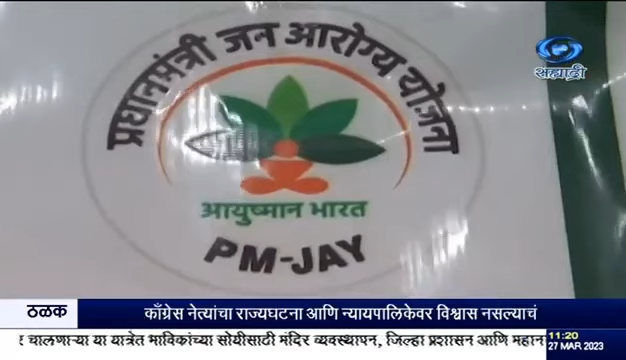 प्रधानमंत्री जन आरोग्य योजना
सह्याद्री
आयुष्मान भारत
PM-JAY
ठळक
काँग्रेस नेत्यांचा राज्यघटना आणि न्यायपालिकेवर विश्वास नसल्याचं
चालणाऱ्या या यात्रेत भाविकांच्या सोयीसाठी मंदिर व्यवस्थापन, जिल्हा प्रशासन आणि महान
11:20
27 MAR 2023